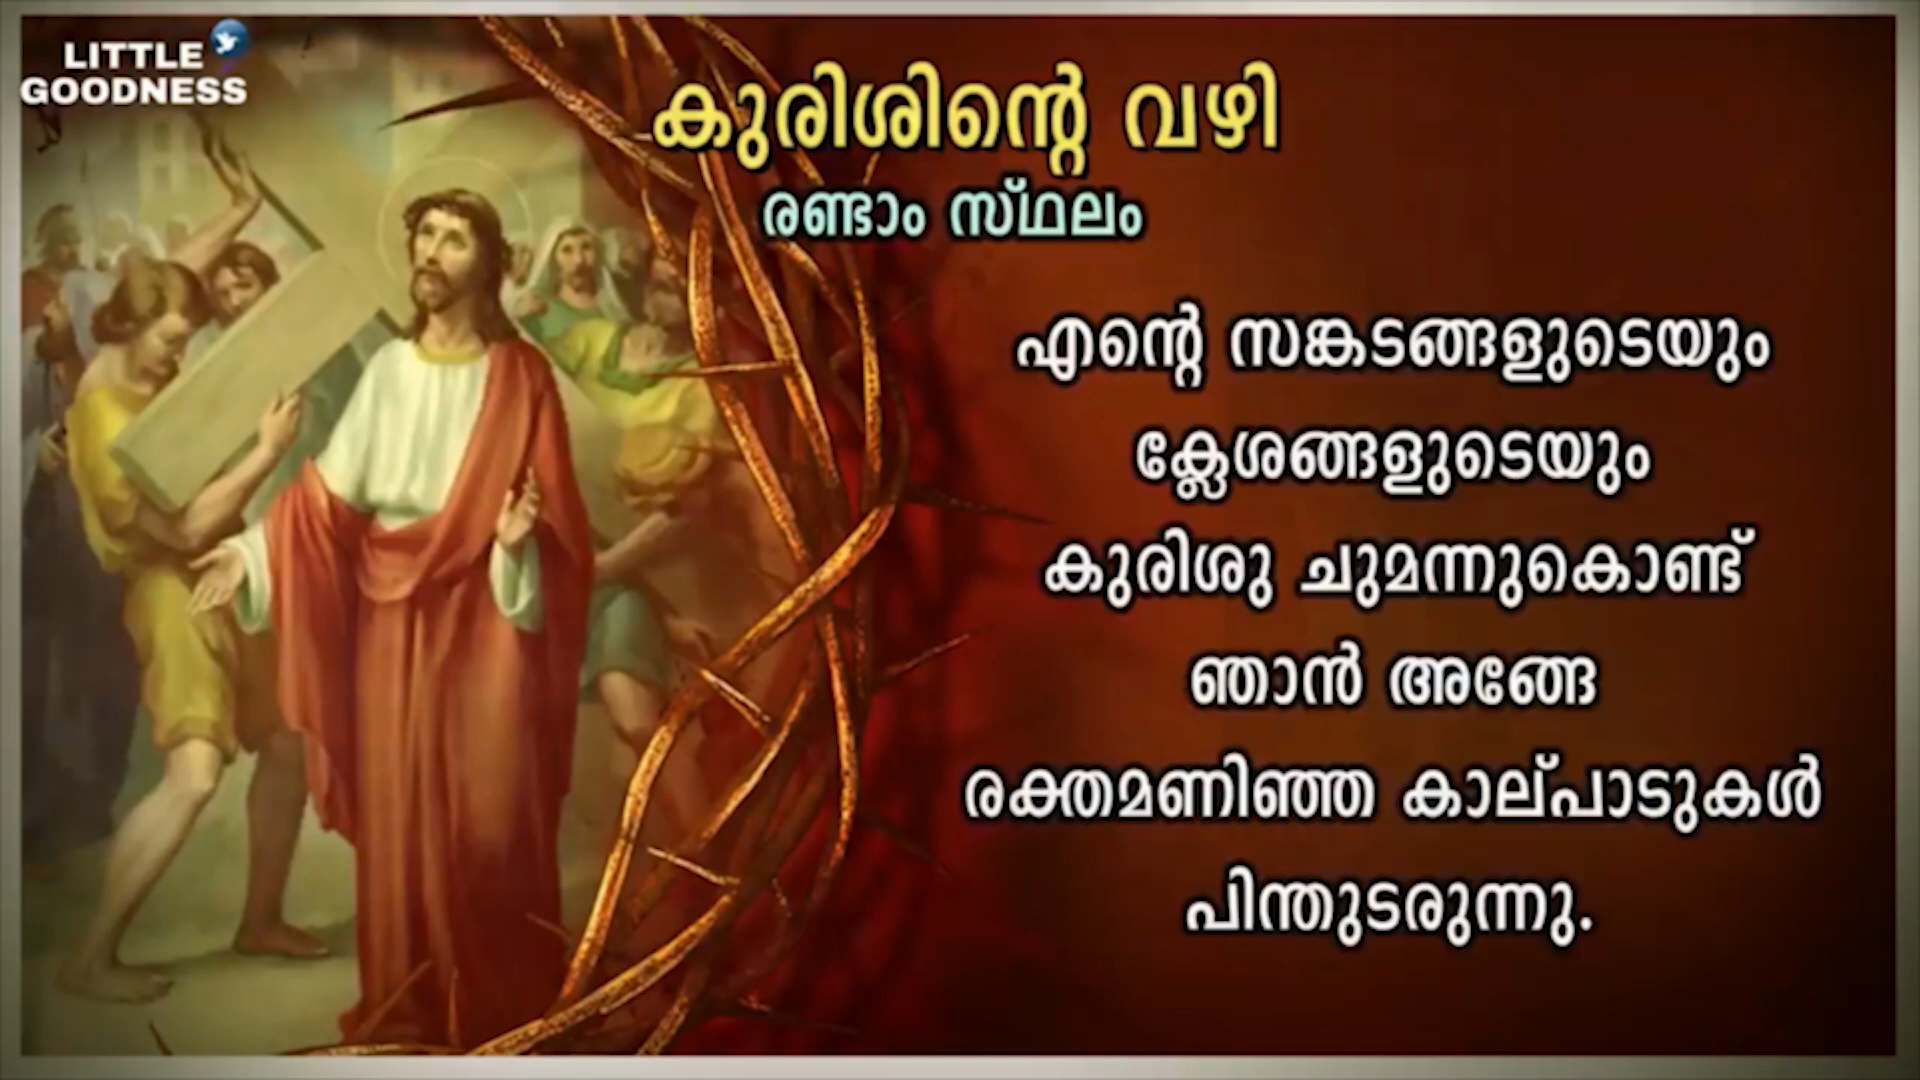 LITTLE
GOODNESS
കുരിശിന്റെ വഴി
രണ്ടാം സ്ഥലം
എന്റെ സങ്കടങ്ങളുടെയും
ക്ലേശങ്ങളുടെയും
കുരിശു ചുമന്നുകൊണ്ട്
ഞാൻ അങ്ങേ
രക്തമണിഞ്ഞ കാല്പാടുകൾ
പിന്തുടരുന്നു.